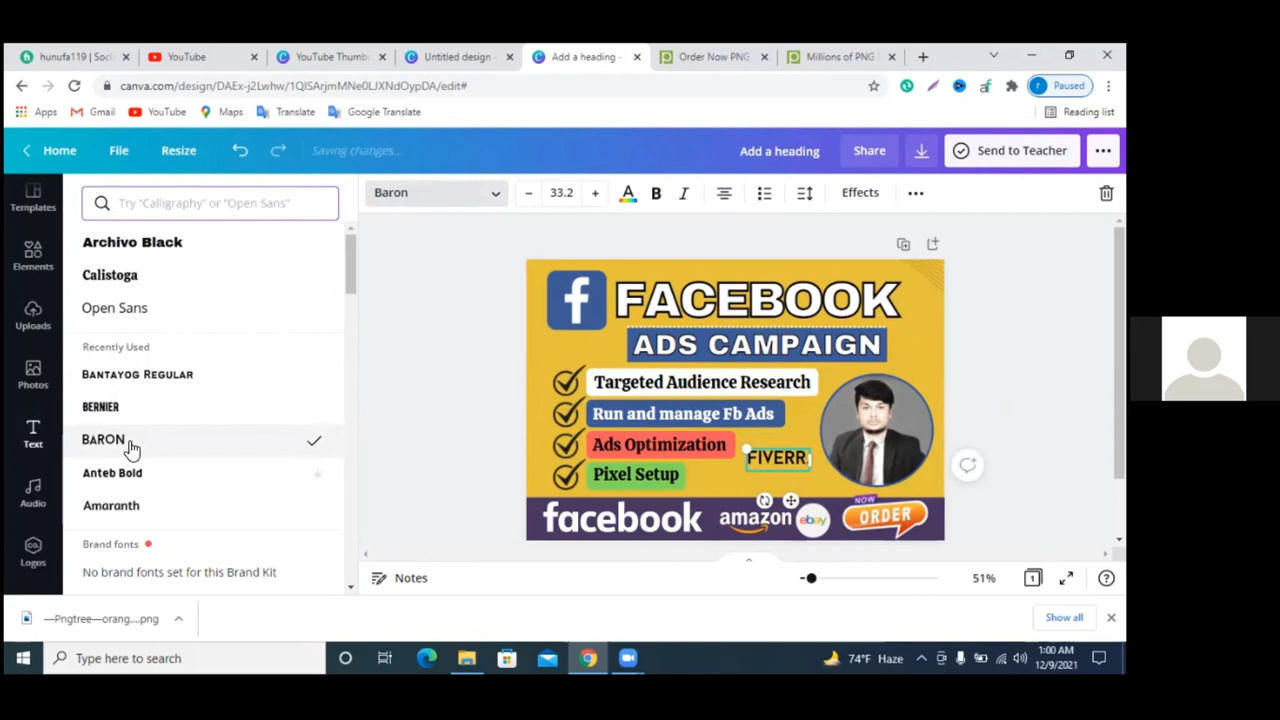 hunufa119 | Soci
YouTube
YouTube Thumb
Untitled design -
Add a heading -
Order Now PNG
Millions of PNG
canva.com/design/DAEx-j2Lwhw/1QlSArjmMNe0LJXNdOypDA/edit#
Paused
Apps
Gmail
YouTube
Maps
Translate
Google Translate
Reading list
Home
File
Resize
Saving changes...
Add a heading
Share
Send to Teacher
Templates
Elements
Uploads
Photos
Text
Audio
Logos
Try "Calligraphy" or "Open Sans"
Archivo Black
Calistoga
Open Sans
Recently Used
BANTAYOG REGULAR
BERNIER
BARON
Anteb Bold
Amaranth
Brand fonts
No brand fonts set for this Brand Kit
Baron
33.2
A
B
I
Effects
FACEBOOK
ADS CAMPAIGN
Targeted Audience Research
Run and manage Fb Ads
Ads Optimization
Pixel Setup
FIVERR
facebook
amazon
ebay
NOW
ORDER
Notes
51%
1
—Pngtree—orang....png
Show all
Type here to search
74°F Haze
1:00 AM
12/9/2021